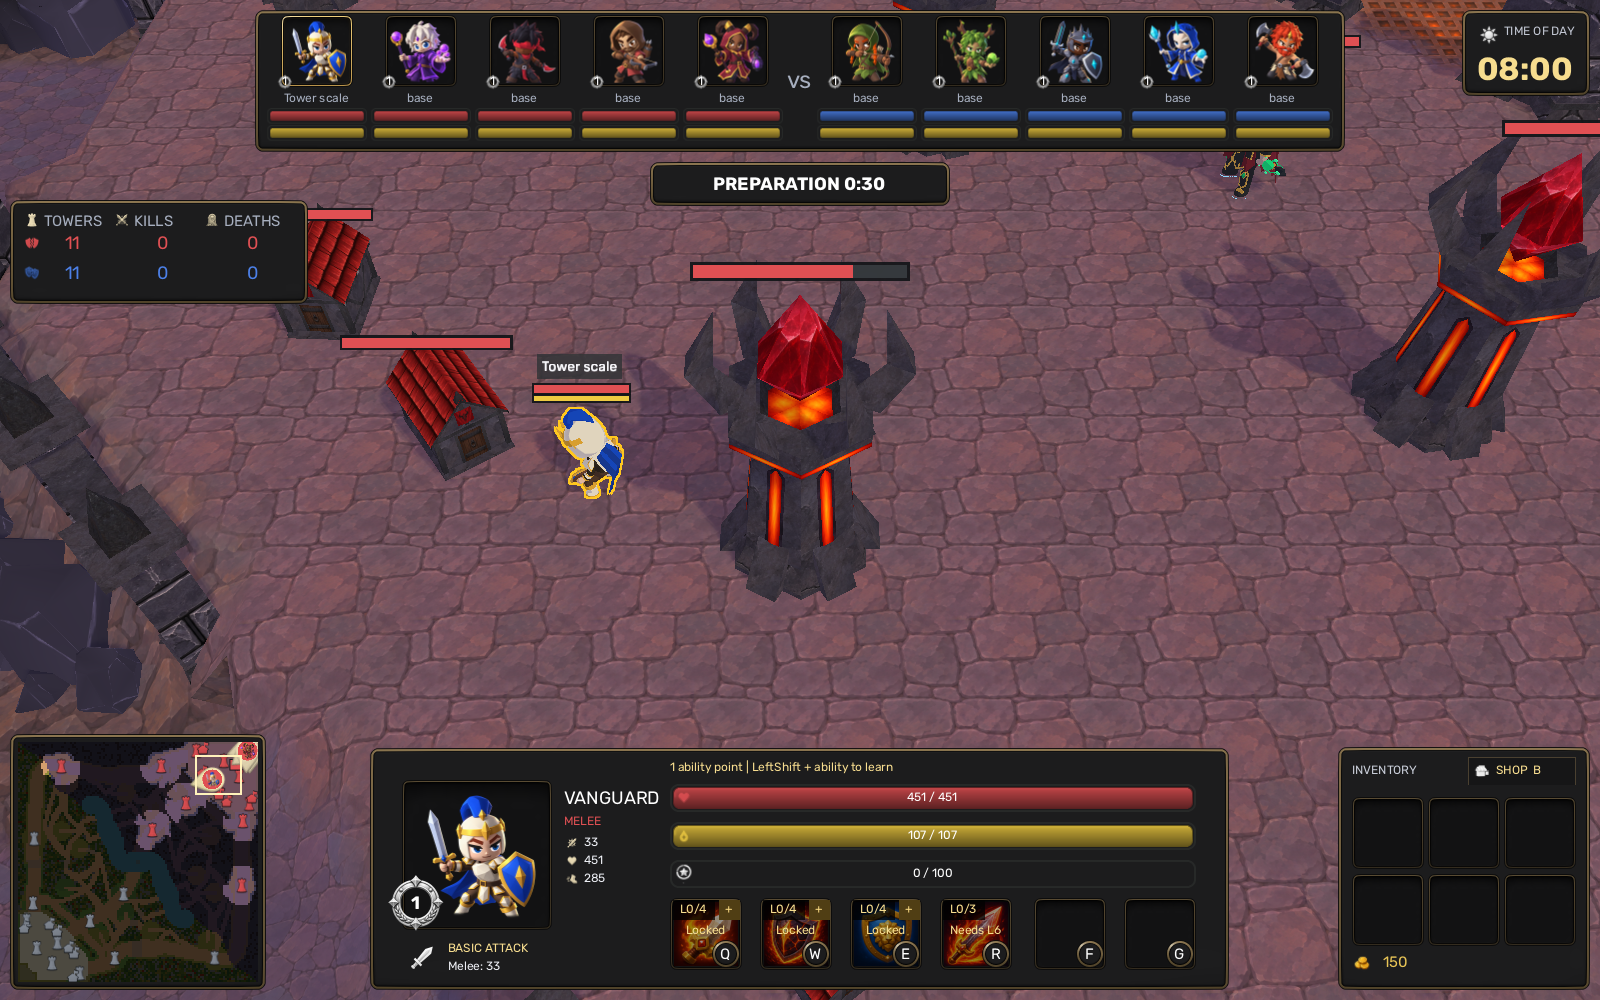 Tower scale
base
base
base
base
VS
base
base
base
base
base
TIME OF DAY
08:00
PREPARATION 0:30
TOWERS KILLS DEATHS
11 0 0
11 0 0
Tower scale
1 ability point | LeftShift + ability to learn
VANGUARD
MELEE
33
451
285
1
BASIC ATTACK
Melee: 33
451 / 451
107 / 107
0 / 100
L0/4 +
Locked
Q
L0/4 +
Locked
W
L0/4 +
Locked
E
L0/3
Needs L6
R
F
G
INVENTORY
SHOP B
150